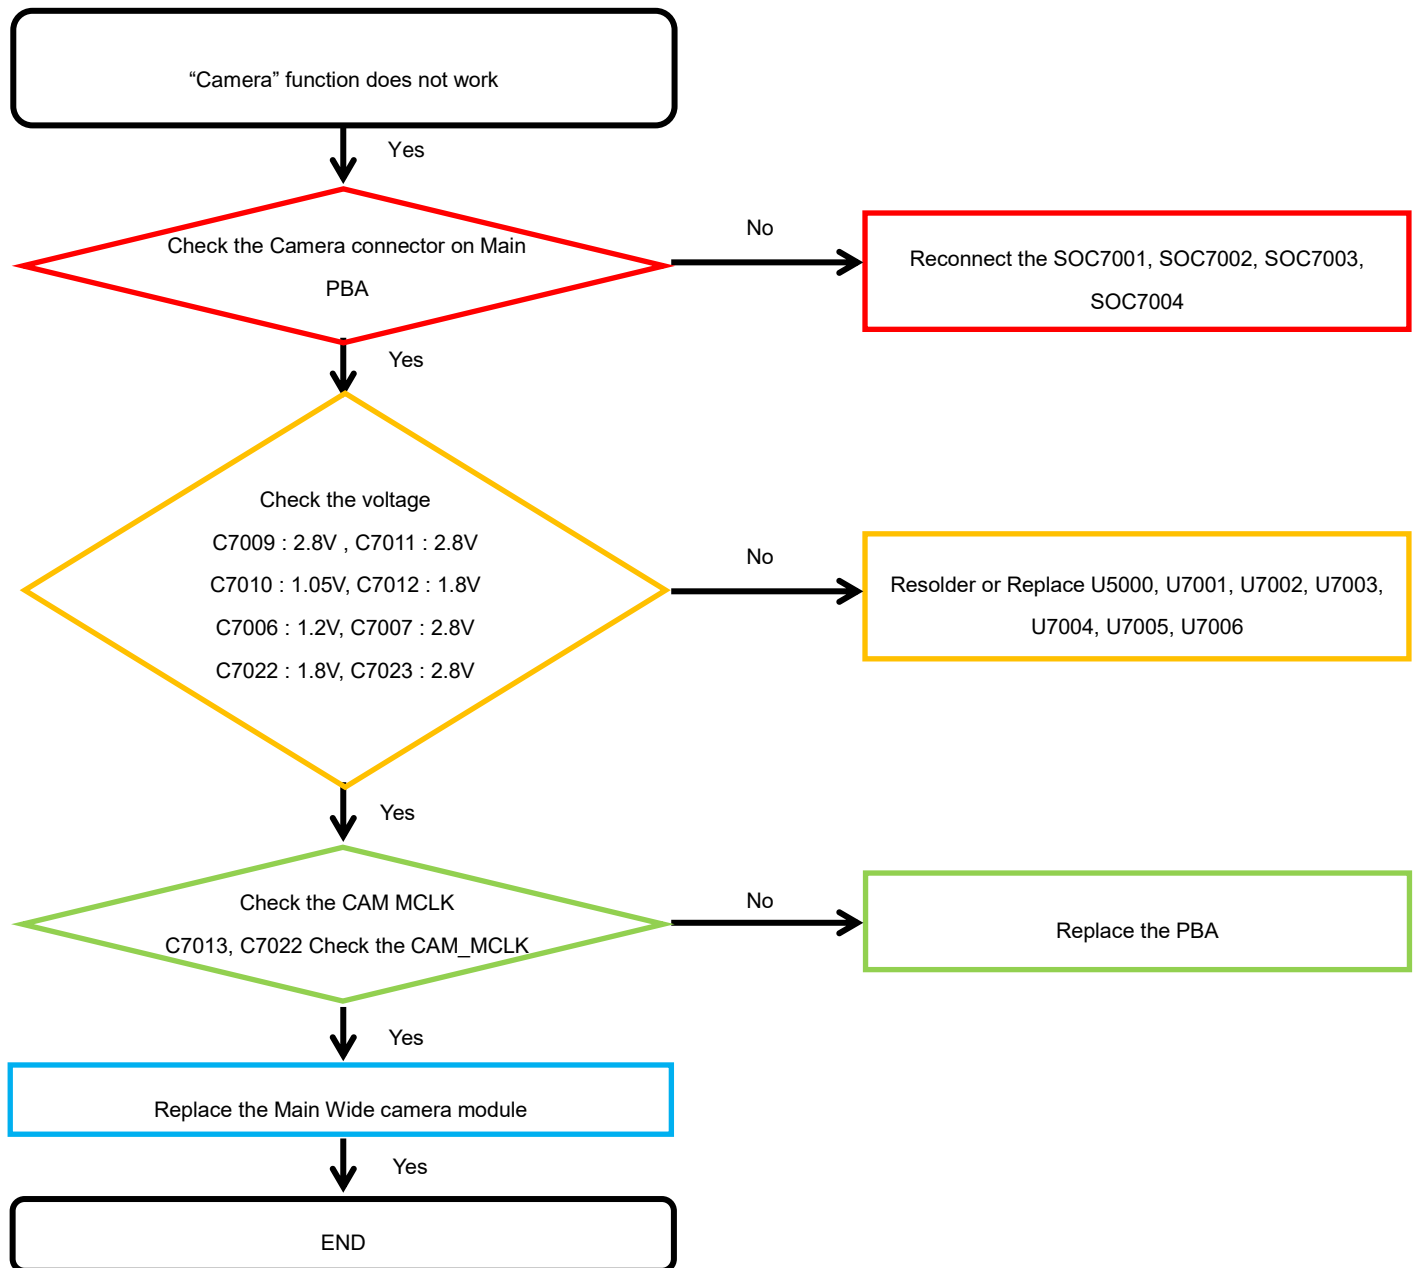 “Camera” function does not work
Yes
Check the Camera connector on Main
PBA
No
Reconnect the SOC7001, SOC7002, SOC7003,
SOC7004
Yes
Check the voltage
C7009 : 2.8V , C7011 : 2.8V
C7010 : 1.05V, C7012 : 1.8V
C7006 : 1.2V, C7007 : 2.8V
C7022 : 1.8V, C7023 : 2.8V
No
Resolder or Replace U5000, U7001, U7002, U7003,
U7004, U7005, U7006
Yes
Check the CAM MCLK
C7013, C7022 Check the CAM_MCLK
No
Replace the PBA
Yes
Replace the Main Wide camera module
Yes
END